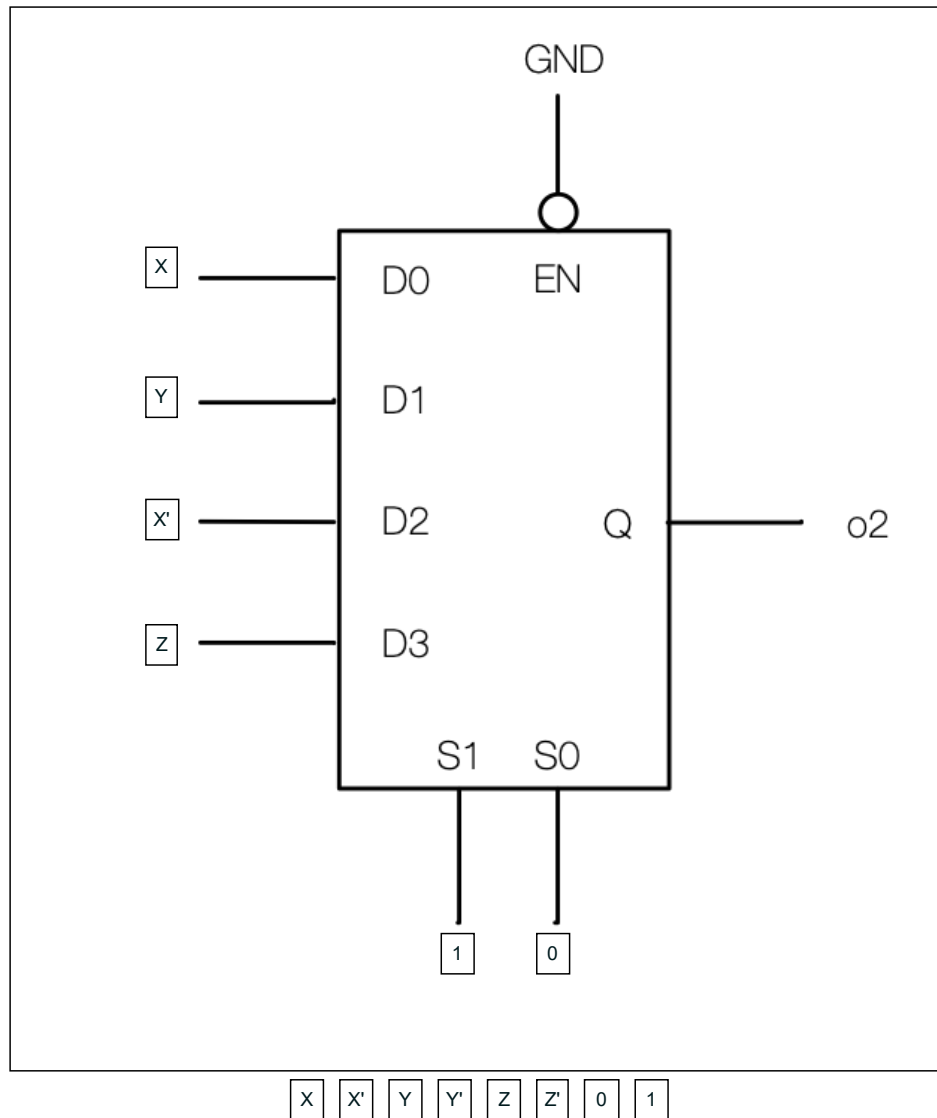 GND
X D0 EN
Y D1
X' D2 Q o2
Z D3
S1 S0
1 0
X X' Y Y' Z Z' 0 1